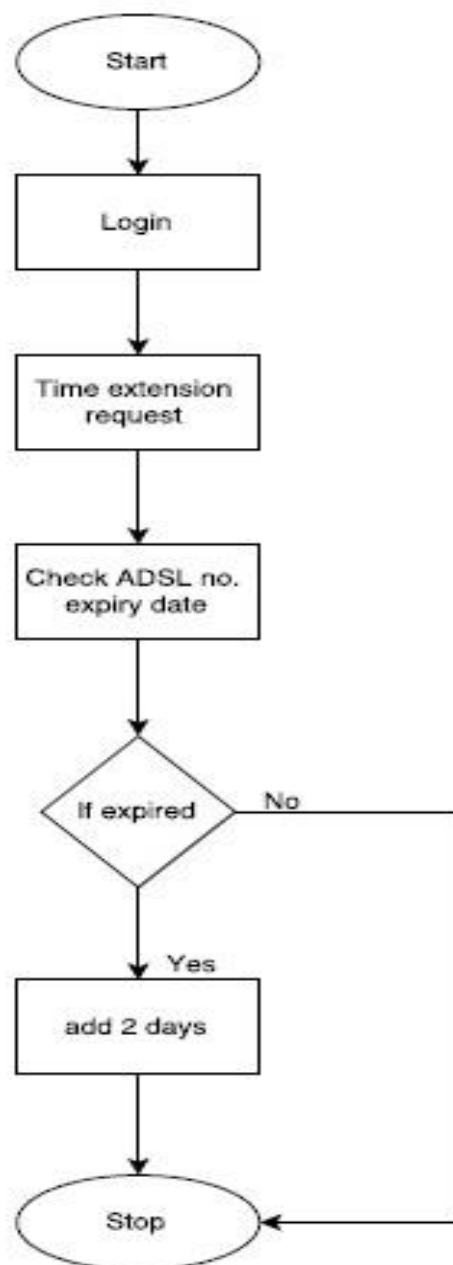 Start
Login
Time extension
request
Check ADSL no.
expiry date
If expired
No
Yes
add 2 days
Stop